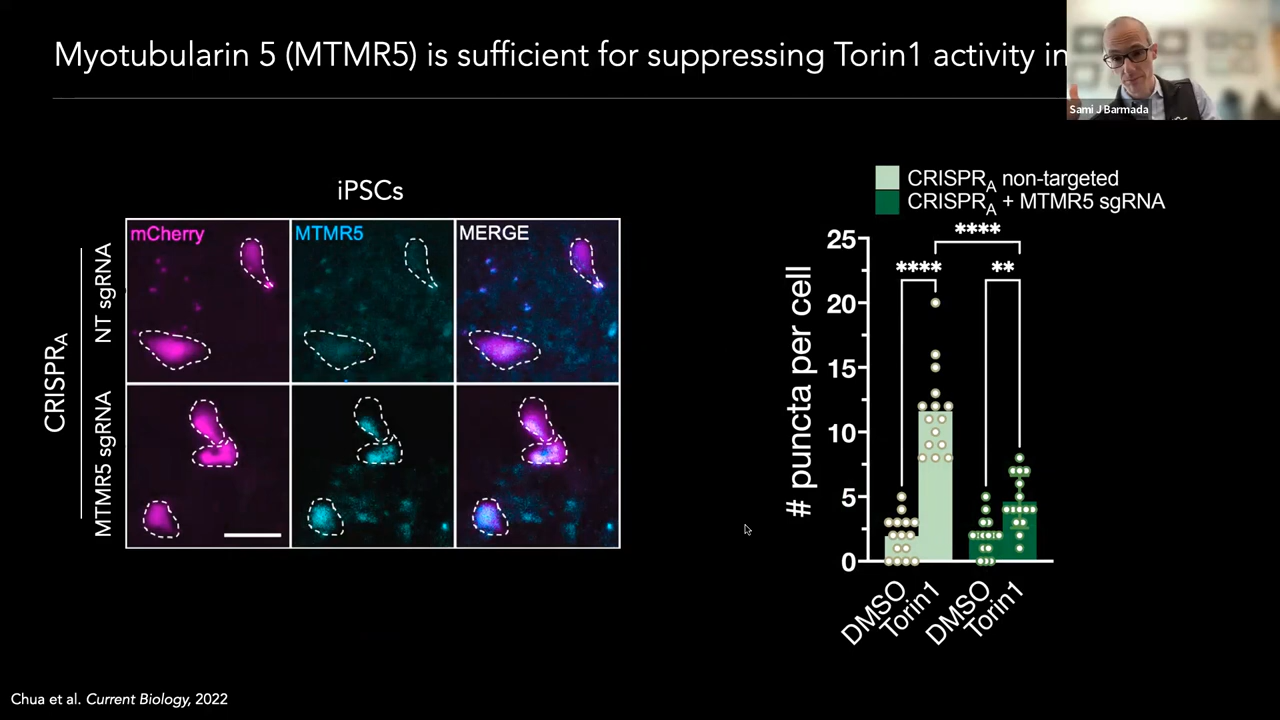 Myotubularin 5 (MTMR5) is sufficient for suppressing Torin1 activity in
Sami J Barmada
iPSCs
mCherry
MTMR5
MERGE
CRISPRA
NT sgRNA
MTMR5 sgRNA
CRISPRA non-targeted
CRISPRA + MTMR5 sgRNA
****
**** **
# puncta per cell
25
20
15
10
5
0
DMSO Torin1 DMSO Torin1
Chua et al. Current Biology, 2022